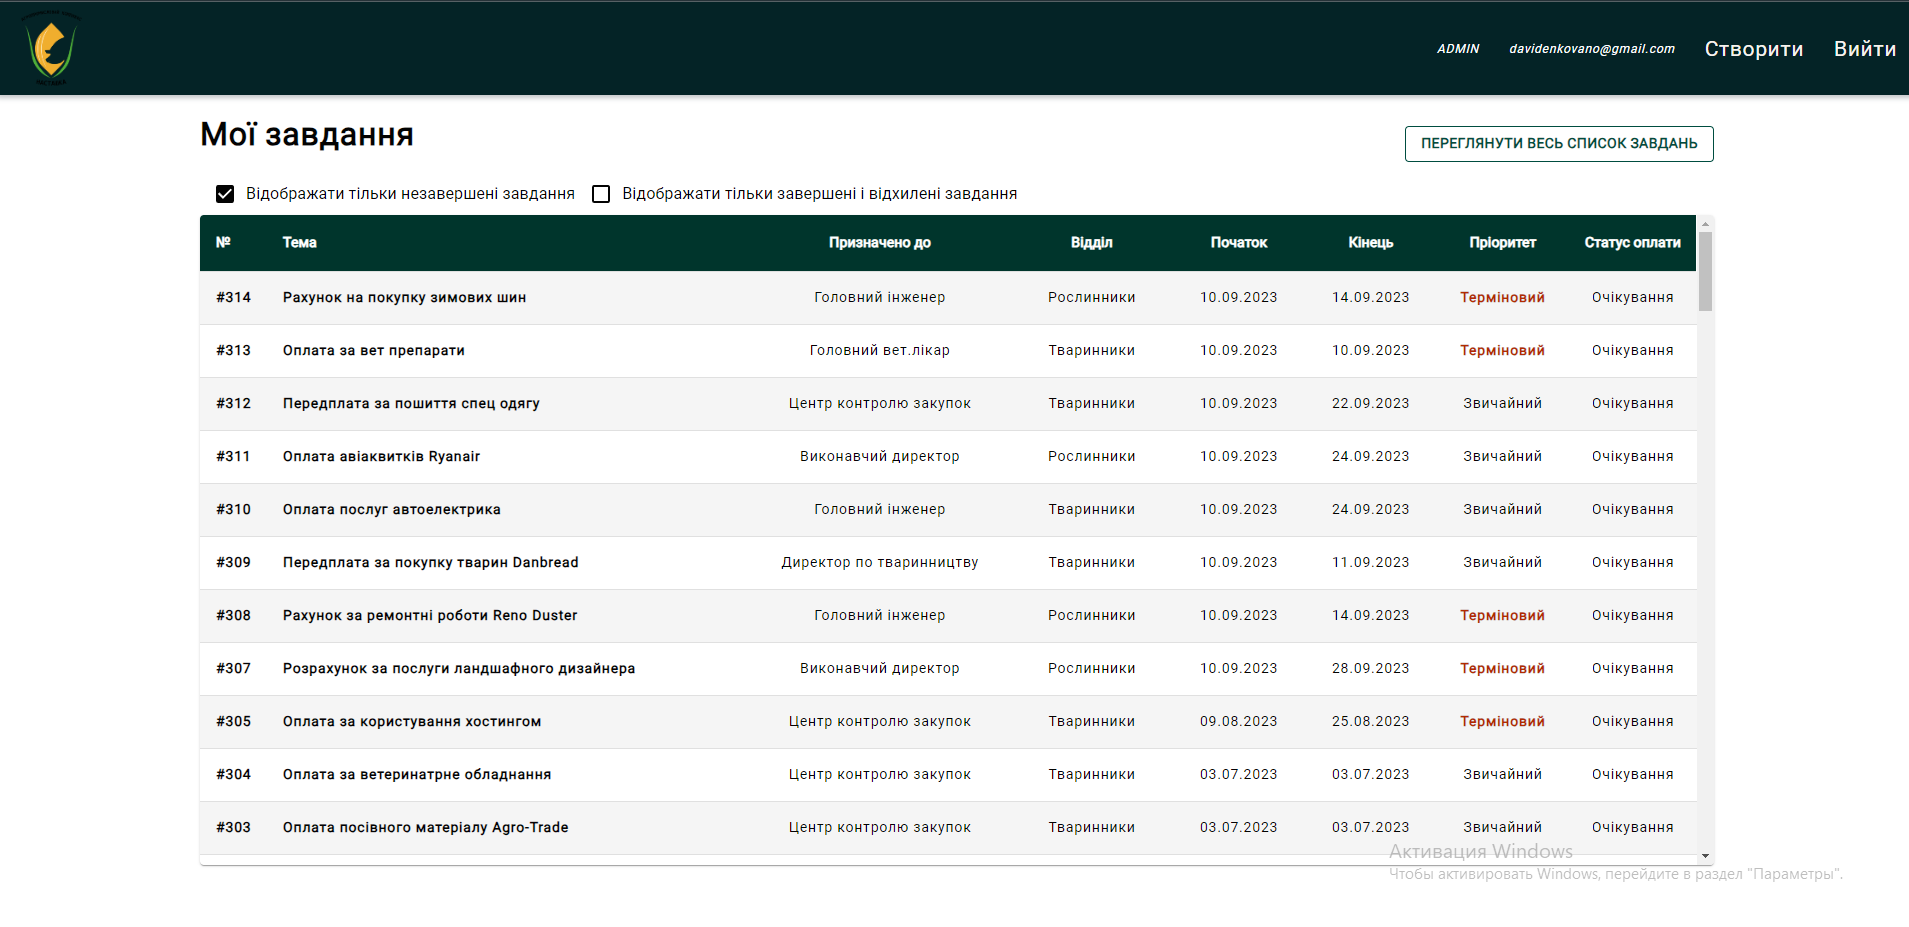 ADMIN davidenkovano@gmail.com Створити Вийти
Мої завдання
ПЕРЕГЛЯНУТИ ВЕСЬ СПИСОК ЗАВДАНЬ
Відображати тільки незавершені завдання Відображати тільки завершені і відхилені завдання
№ Тема Призначено до Відділ Початок Кінець Пріоритет Статус оплати
#314 Рахунок на покупку зимових шин Головний інженер Рослинники 10.09.2023 14.09.2023 Терміновий Очікування
#313 Оплата за вет препарати Головний вет.лікар Тваринники 10.09.2023 10.09.2023 Терміновий Очікування
#312 Передплата за пошиття спец одягу Центр контролю закупок Тваринники 10.09.2023 22.09.2023 Звичайний Очікування
#311 Оплата авіаквитків Ryanair Виконавчий директор Рослинники 10.09.2023 24.09.2023 Звичайний Очікування
#310 Оплата послуг автоелектрика Головний інженер Тваринники 10.09.2023 24.09.2023 Звичайний Очікування
#309 Передплата за покупку тварин Danbread Директор по тваринництву Тваринники 10.09.2023 11.09.2023 Звичайний Очікування
#308 Рахунок за ремонтні роботи Reno Duster Головний інженер Рослинники 10.09.2023 14.09.2023 Терміновий Очікування
#307 Розрахунок за послуги ландшафного дизайнера Виконавчий директор Рослинники 10.09.2023 28.09.2023 Терміновий Очікування
#305 Оплата за користування хостингом Центр контролю закупок Тваринники 09.08.2023 25.08.2023 Терміновий Очікування
#304 Оплата за ветеринатрне обладнання Центр контролю закупок Тваринники 03.07.2023 03.07.2023 Звичайний Очікування
#303 Оплата посівного матеріалу Agro-Trade Центр контролю закупок Тваринники 03.07.2023 03.07.2023 Звичайний Очікування
Активация Windows
Чтобы активировать Windows, перейдите в раздел "Параметры".